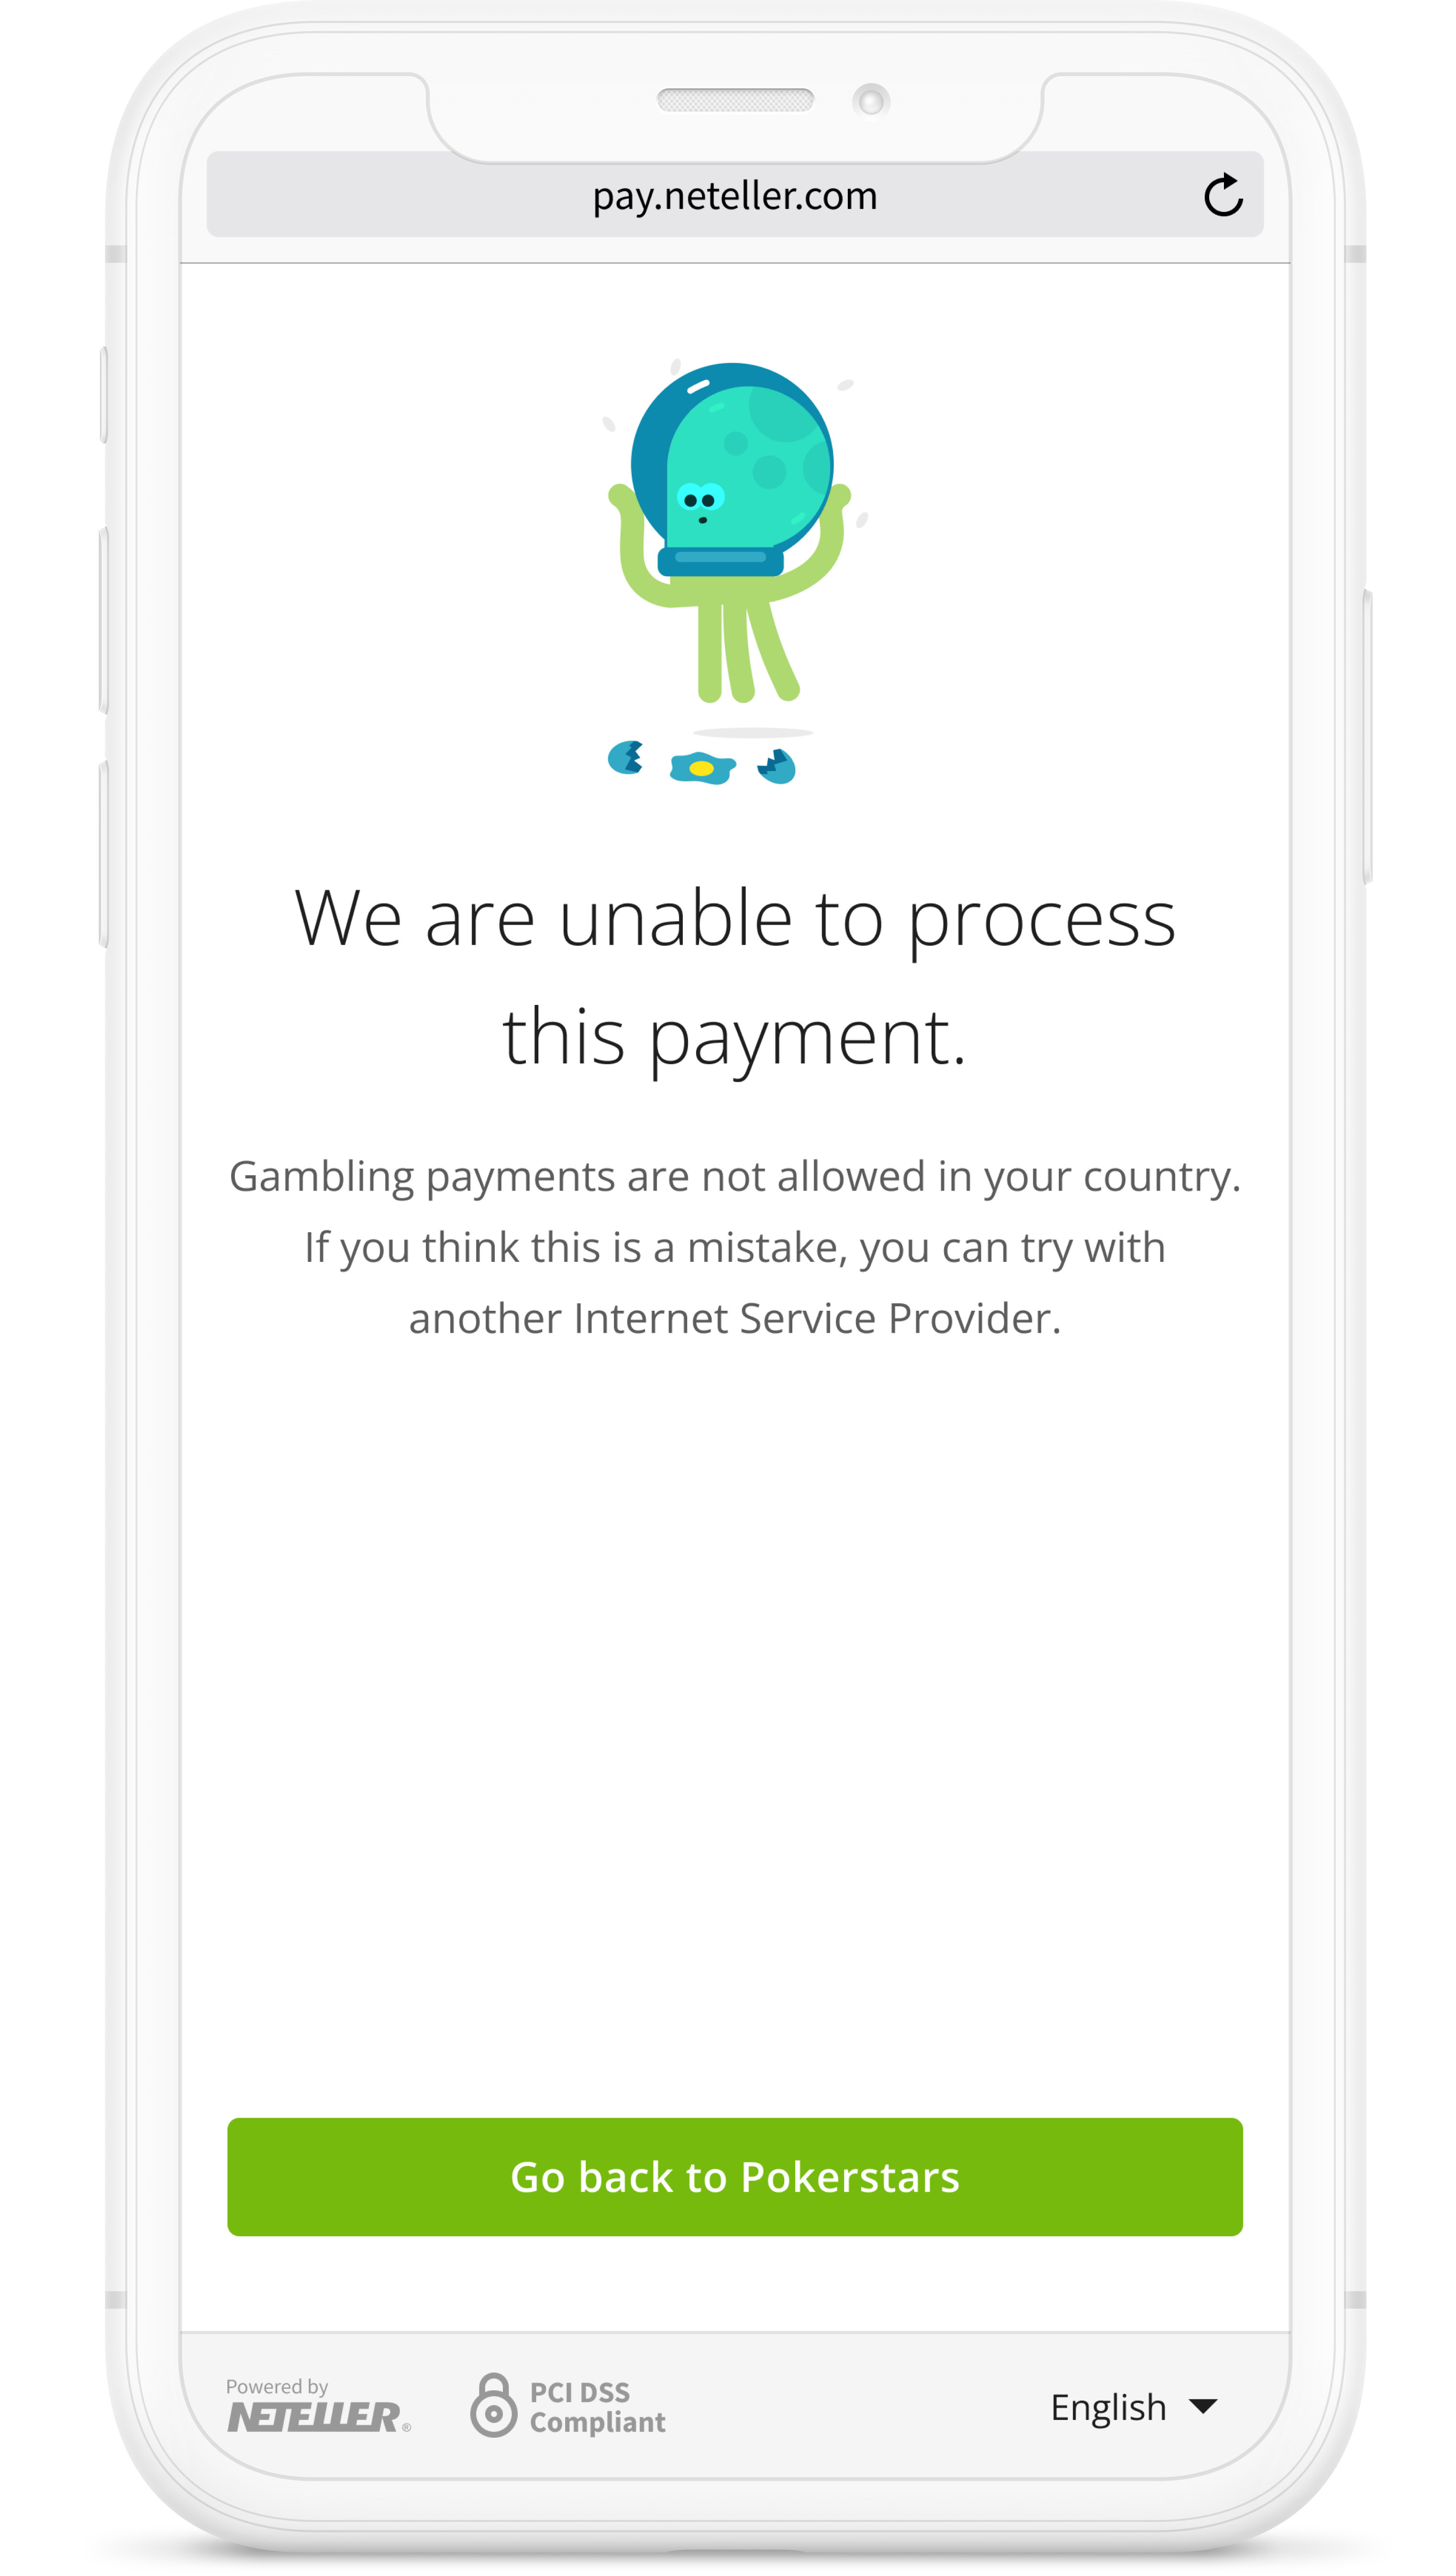 pay.neteller.com
We are unable to process
this payment.
Gambling payments are not allowed in your country.
If you think this is a mistake, you can try with
another Internet Service Provider.
Go back to Pokerstars
Powered by
NETELLER®
PCI DSS
Compliant
English